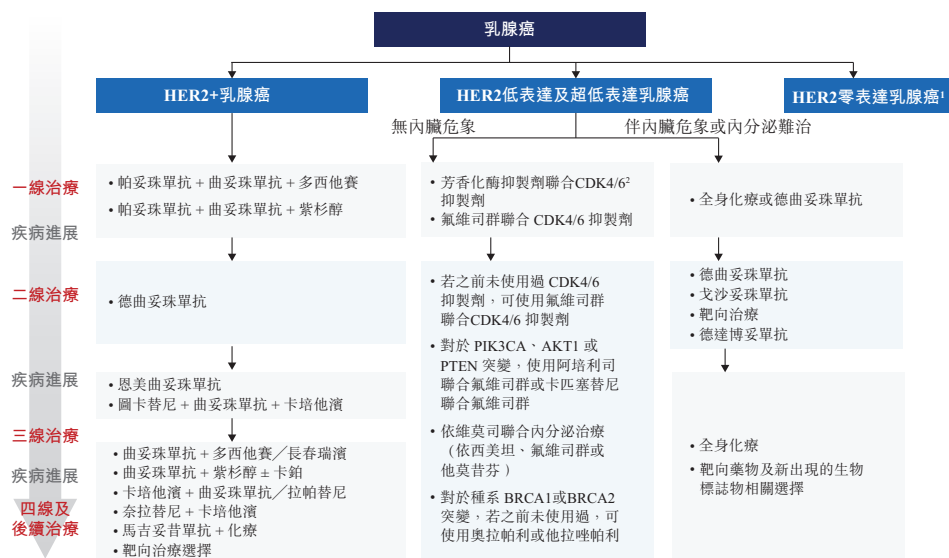 乳腺癌
HER2+乳腺癌
HER2低表達及超低表達乳腺癌
HER2零表達乳腺癌¹
無內臟危象
伴內臟危象或內分泌難治
一線治療
• 帕妥珠單抗 + 曲妥珠單抗 + 多西他賽
• 帕妥珠單抗 + 曲妥珠單抗 + 紫杉醇
• 芳香化酶抑製劑聯合CDK4/6²
抑製劑
• 氟維司群聯合 CDK4/6 抑製劑
• 全身化療或德曲妥珠單抗
疾病進展
二線治療
• 德曲妥珠單抗
• 若之前未使用過 CDK4/6
抑製劑，可使用氟維司群
聯合CDK4/6 抑製劑
• 對於 PIK3CA、AKT1 或
PTEN 突變，使用阿培利司
聯合氟維司群或卡匹塞替尼
聯合氟維司群
• 依維莫司聯合內分泌治療
（依西美坦、氟維司群或
他莫昔芬）
• 對於種系 BRCA1或BRCA2
突變，若之前未使用過，可
使用奧拉帕利或他拉唑帕利
• 德曲妥珠單抗
• 戈沙妥珠單抗
• 靶向治療
• 德達博妥單抗
疾病進展
• 恩美曲妥珠單抗
• 圖卡替尼 + 曲妥珠單抗 + 卡培他濱
三線治療
• 全身化療
• 靶向藥物及新出現的生物
標誌物相關選擇
疾病進展
四線及
後續治療
• 曲妥珠單抗 + 多西他賽／長春瑞濱
• 曲妥珠單抗 + 紫杉醇 ± 卡鉑
• 卡培他濱 + 曲妥珠單抗／拉帕替尼
• 奈拉替尼 + 卡培他濱
• 馬吉妥昔單抗 + 化療
• 靶向治療選擇